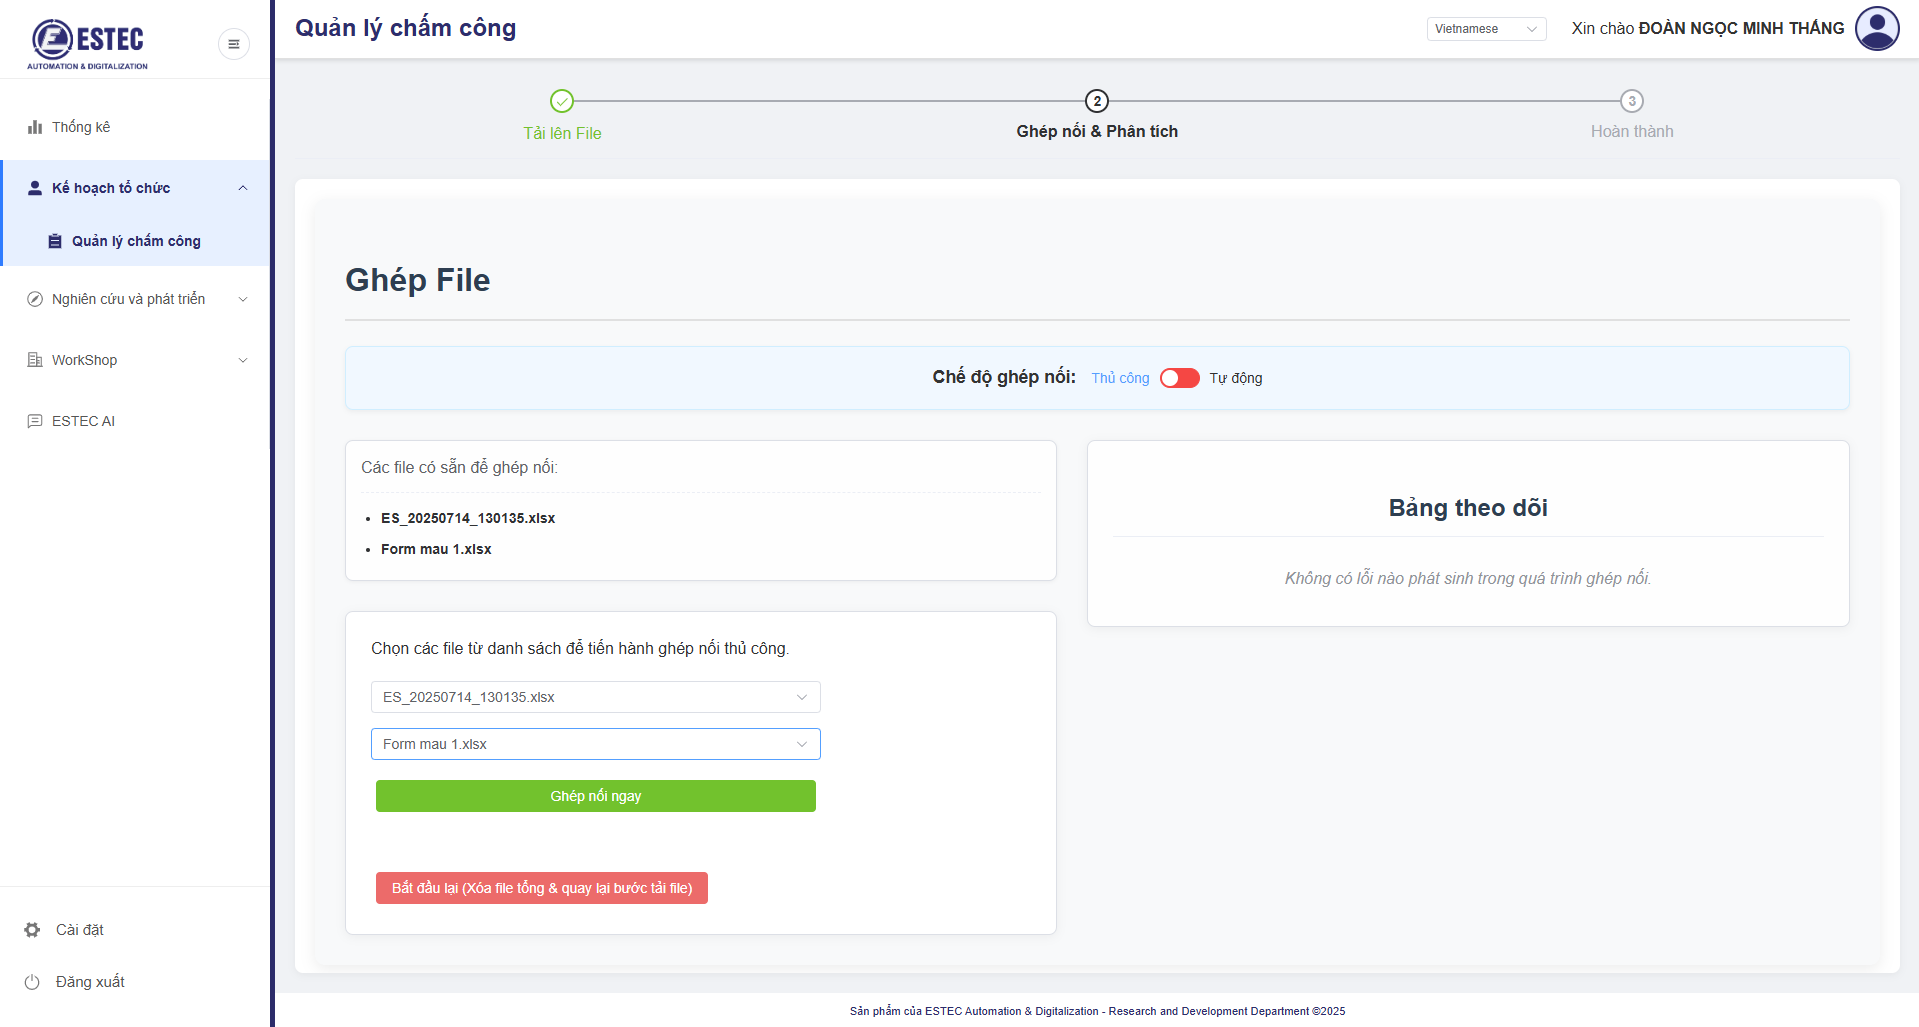 ESTEC
AUTOMATION & DIGITALIZATION
Quản lý chấm công
Vietnamese
Xin chào ĐOÀN NGỌC MINH THẮNG
Thống kê
Kế hoạch tổ chức
Quản lý chấm công
Nghiên cứu và phát triển
WorkShop
ESTEC AI
Cài đặt
Đăng xuất
Tải lên File
2
Ghép nối & Phân tích
3
Hoàn thành
Ghép File
Chế độ ghép nối: Thủ công Tự động
Các file có sẵn để ghép nối:
ES_20250714_130135.xlsx
Form mau 1.xlsx
Chọn các file từ danh sách để tiến hành ghép nối thủ công.
ES_20250714_130135.xlsx
Form mau 1.xlsx
Ghép nối ngay
Bắt đầu lại (Xóa file tổng & quay lại bước tải file)
Bảng theo dõi
Không có lỗi nào phát sinh trong quá trình ghép nối.
Sản phẩm của ESTEC Automation & Digitalization - Research and Development Department ©2025